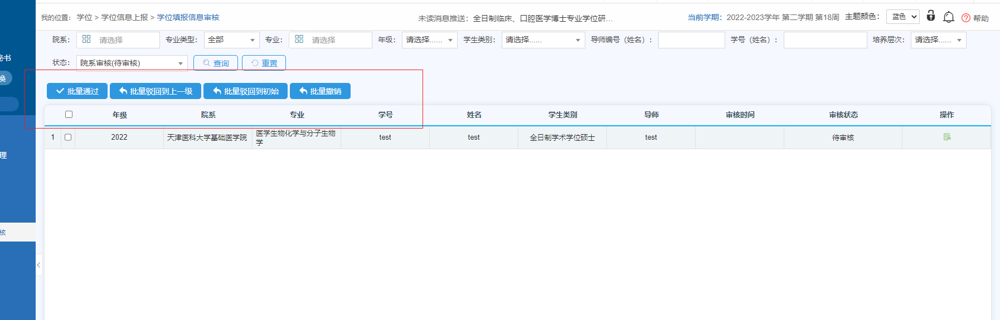 我的位置： 学位 > 学位信息上报 > 学位填报信息审核
未读消息推送：全日制临床、口腔医学博士专业学位研...
当前学期：2022-2023学年 第二学期 第18周 主题颜色： 蓝色 帮助
院系： 请选择 专业类型： 全部 专业： 请选择 年级： 请选择...... 学生类别： 请选择...... 导师编号（姓名）： 学号（姓名）： 培养层次： 请选择......
状态： 院系审核(待审核) 查询 重置
批量通过 批量驳回到上一级 批量驳回到初始 批量撤销
年级 院系 专业 学号 姓名 学生类别 导师 审核时间 审核状态 操作
1 2022 天津医科大学基础医学院 医学生物化学与分子生物 test test 全日制学术学位硕士 test 待审核
学
秘书
换
理
核